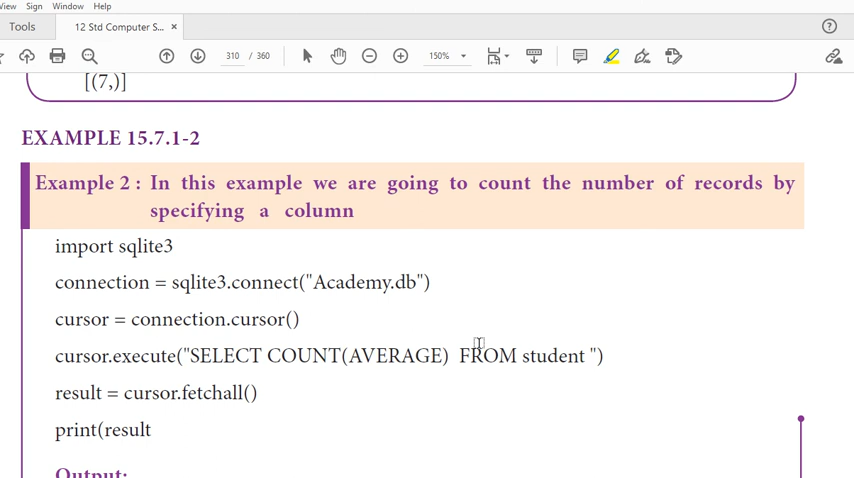 View Sign Window Help
Tools 12 Std Computer S... ×
310 / 360 150%
[(7,)]
EXAMPLE 15.7.1-2
Example 2 : In this example we are going to count the number of records by
specifying a column
import sqlite3
connection = sqlite3.connect("Academy.db")
cursor = connection.cursor()
cursor.execute("SELECT COUNT(AVERAGE) FROM student ")
result = cursor.fetchall()
print(result
Output: